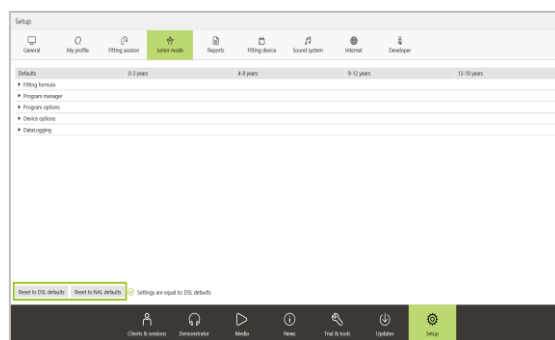 Setup
General My profile Fitting session Junior mode Reports Fitting device Sound system Internet Developer
Defaults 0-3 years 4-8 years 9-12 years 13-18 years
Fitting formula
Program manager
Program options
Device options
DataLogging
Reset to DSL defaults Reset to NAL defaults Settings are equal to DSL defaults
Clients & sessions Demonstrator Media News Trial & tools Updates Setup